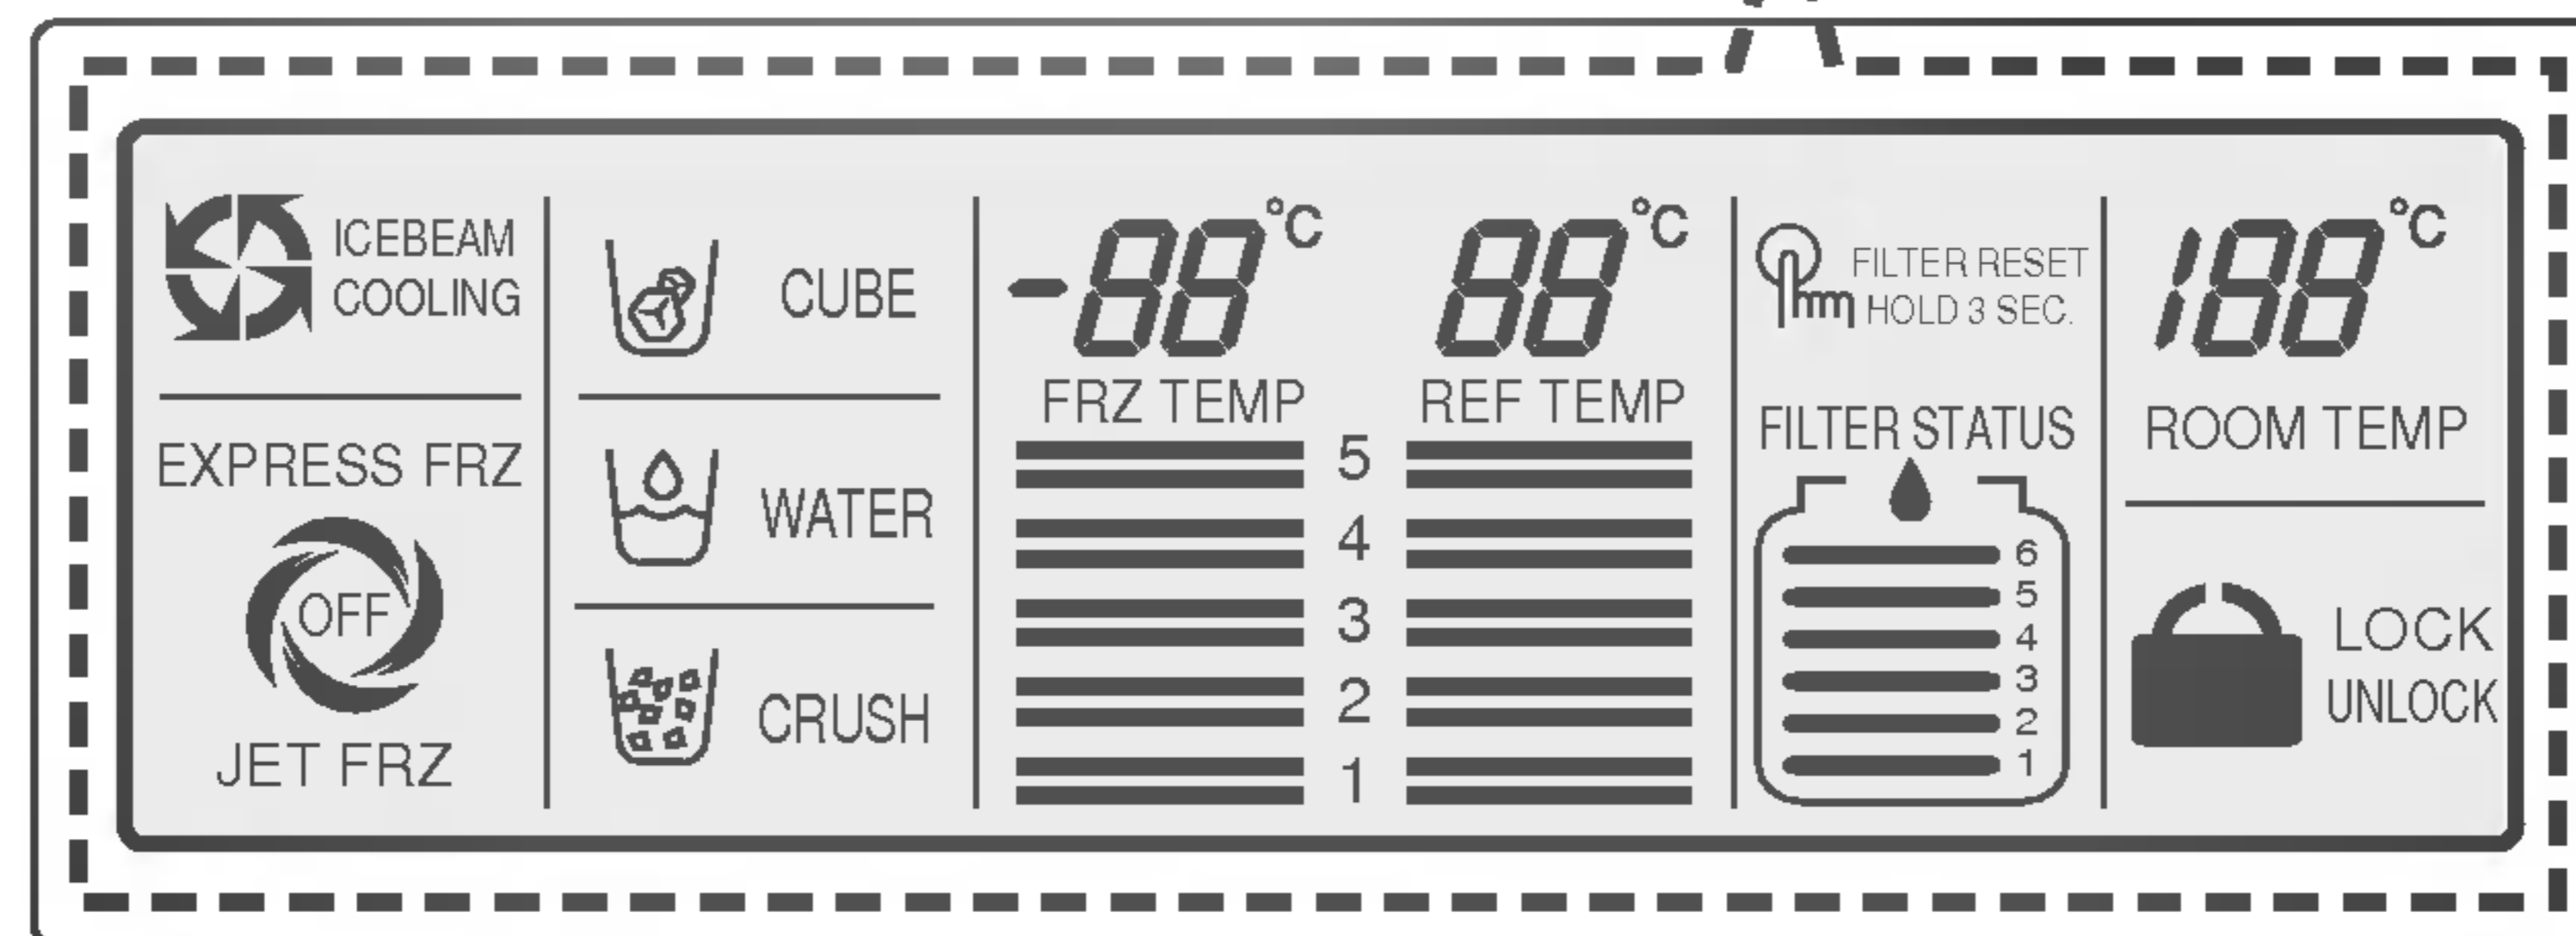 ICEBEAM
COOLING
EXPRESS FRZ
OFF
JET FRZ
CUBE
WATER
CRUSH
-88°C
FRZ TEMP
88°C
REF TEMP
5
4
3
2
1
FILTER RESET
HOLD 3 SEC.
FILTER STATUS
6
5
4
3
2
1
188°C
ROOM TEMP
LOCK
UNLOCK